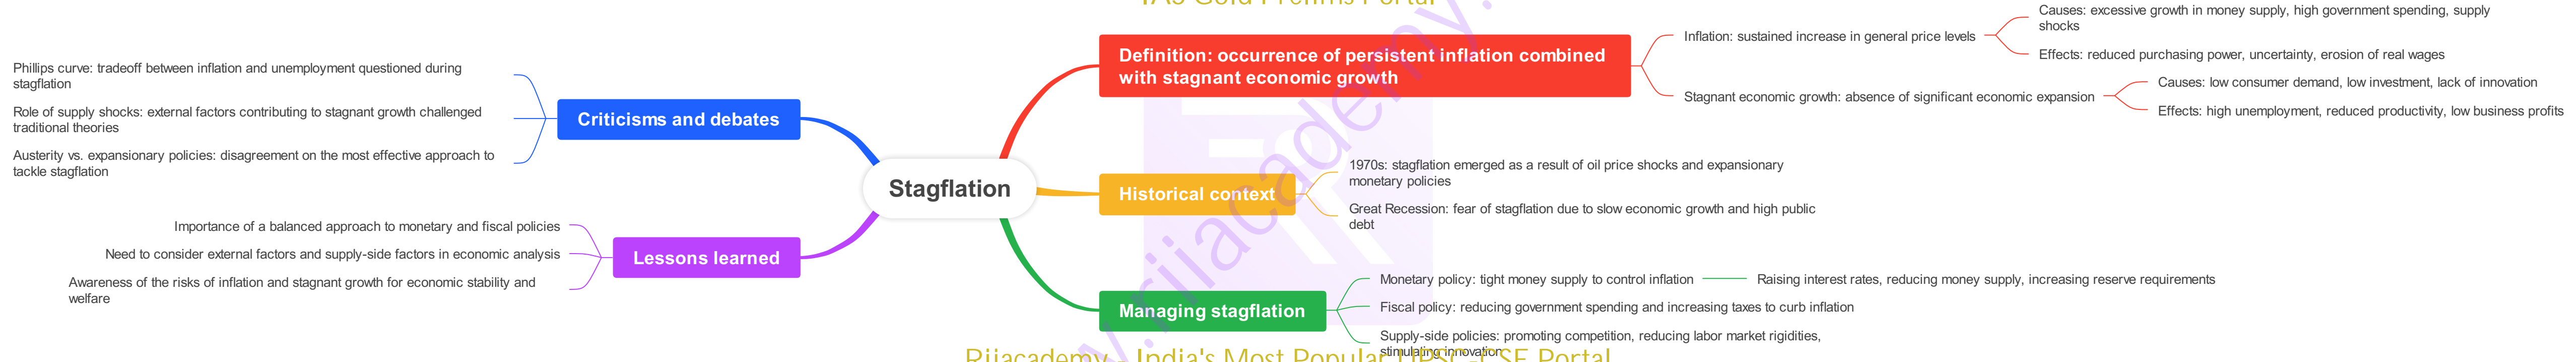 IAS Gold Prelims Portal
Stagflation
Definition: occurrence of persistent inflation combined
with stagnant economic growth
Inflation: sustained increase in general price levels
Causes: excessive growth in money supply, high government spending, supply
shocks
Effects: reduced purchasing power, uncertainty, erosion of real wages
Stagnant economic growth: absence of significant economic expansion
Causes: low consumer demand, low investment, lack of innovation
Effects: high unemployment, reduced productivity, low business profits
Historical context
1970s: stagflation emerged as a result of oil price shocks and expansionary
monetary policies
Great Recession: fear of stagflation due to slow economic growth and high public
debt
Managing stagflation
Monetary policy: tight money supply to control inflation
Raising interest rates, reducing money supply, increasing reserve requirements
Fiscal policy: reducing government spending and increasing taxes to curb inflation
Supply-side policies: promoting competition, reducing labor market rigidities,
stimulating innovation
Criticisms and debates
Phillips curve: tradeoff between inflation and unemployment questioned during
stagflation
Role of supply shocks: external factors contributing to stagnant growth challenged
traditional theories
Austerity vs. expansionary policies: disagreement on the most effective approach to
tackle stagflation
Lessons learned
Importance of a balanced approach to monetary and fiscal policies
Need to consider external factors and supply-side factors in economic analysis
Awareness of the risks of inflation and stagnant growth for economic stability and
welfare
Rijacademy - India's Most Popular UPSC-CSE Portal
.rijacademy.